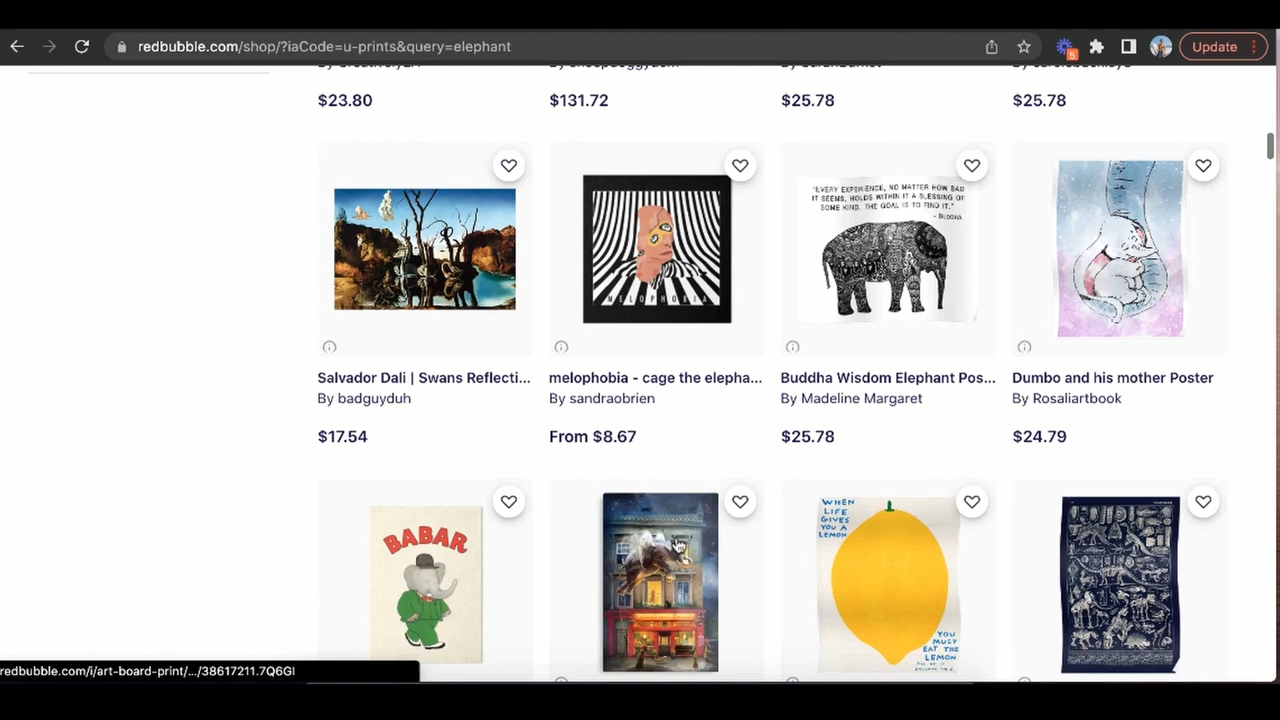 redbubble.com/shop/?iaCode=u-prints&query=elephant
5
Update
$23.80
$131.72
$25.78
$25.78
"EVERY EXPERIENCE, NO MATTER HOW BAD
IT SEEMS, HOLDS WITHIN IT A BLESSING OF
SOME KIND. THE GOAL IS TO FIND IT."
- BUDDHA
MELOPHOBIA
Salvador Dali | Swans Reflecti...
melophobia - cage the elepha...
Buddha Wisdom Elephant Pos...
Dumbo and his mother Poster
By badguyduh
By sandraobrien
By Madeline Margaret
By Rosaliartbook
$17.54
From $8.67
$25.78
$24.79
BABAR
WHEN
LIFE
GIVES
YOU A
LEMON
YOU
MUST
EAT THE
LEMON
redbubble.com/i/art-board-print/.../38617211.7Q6GI